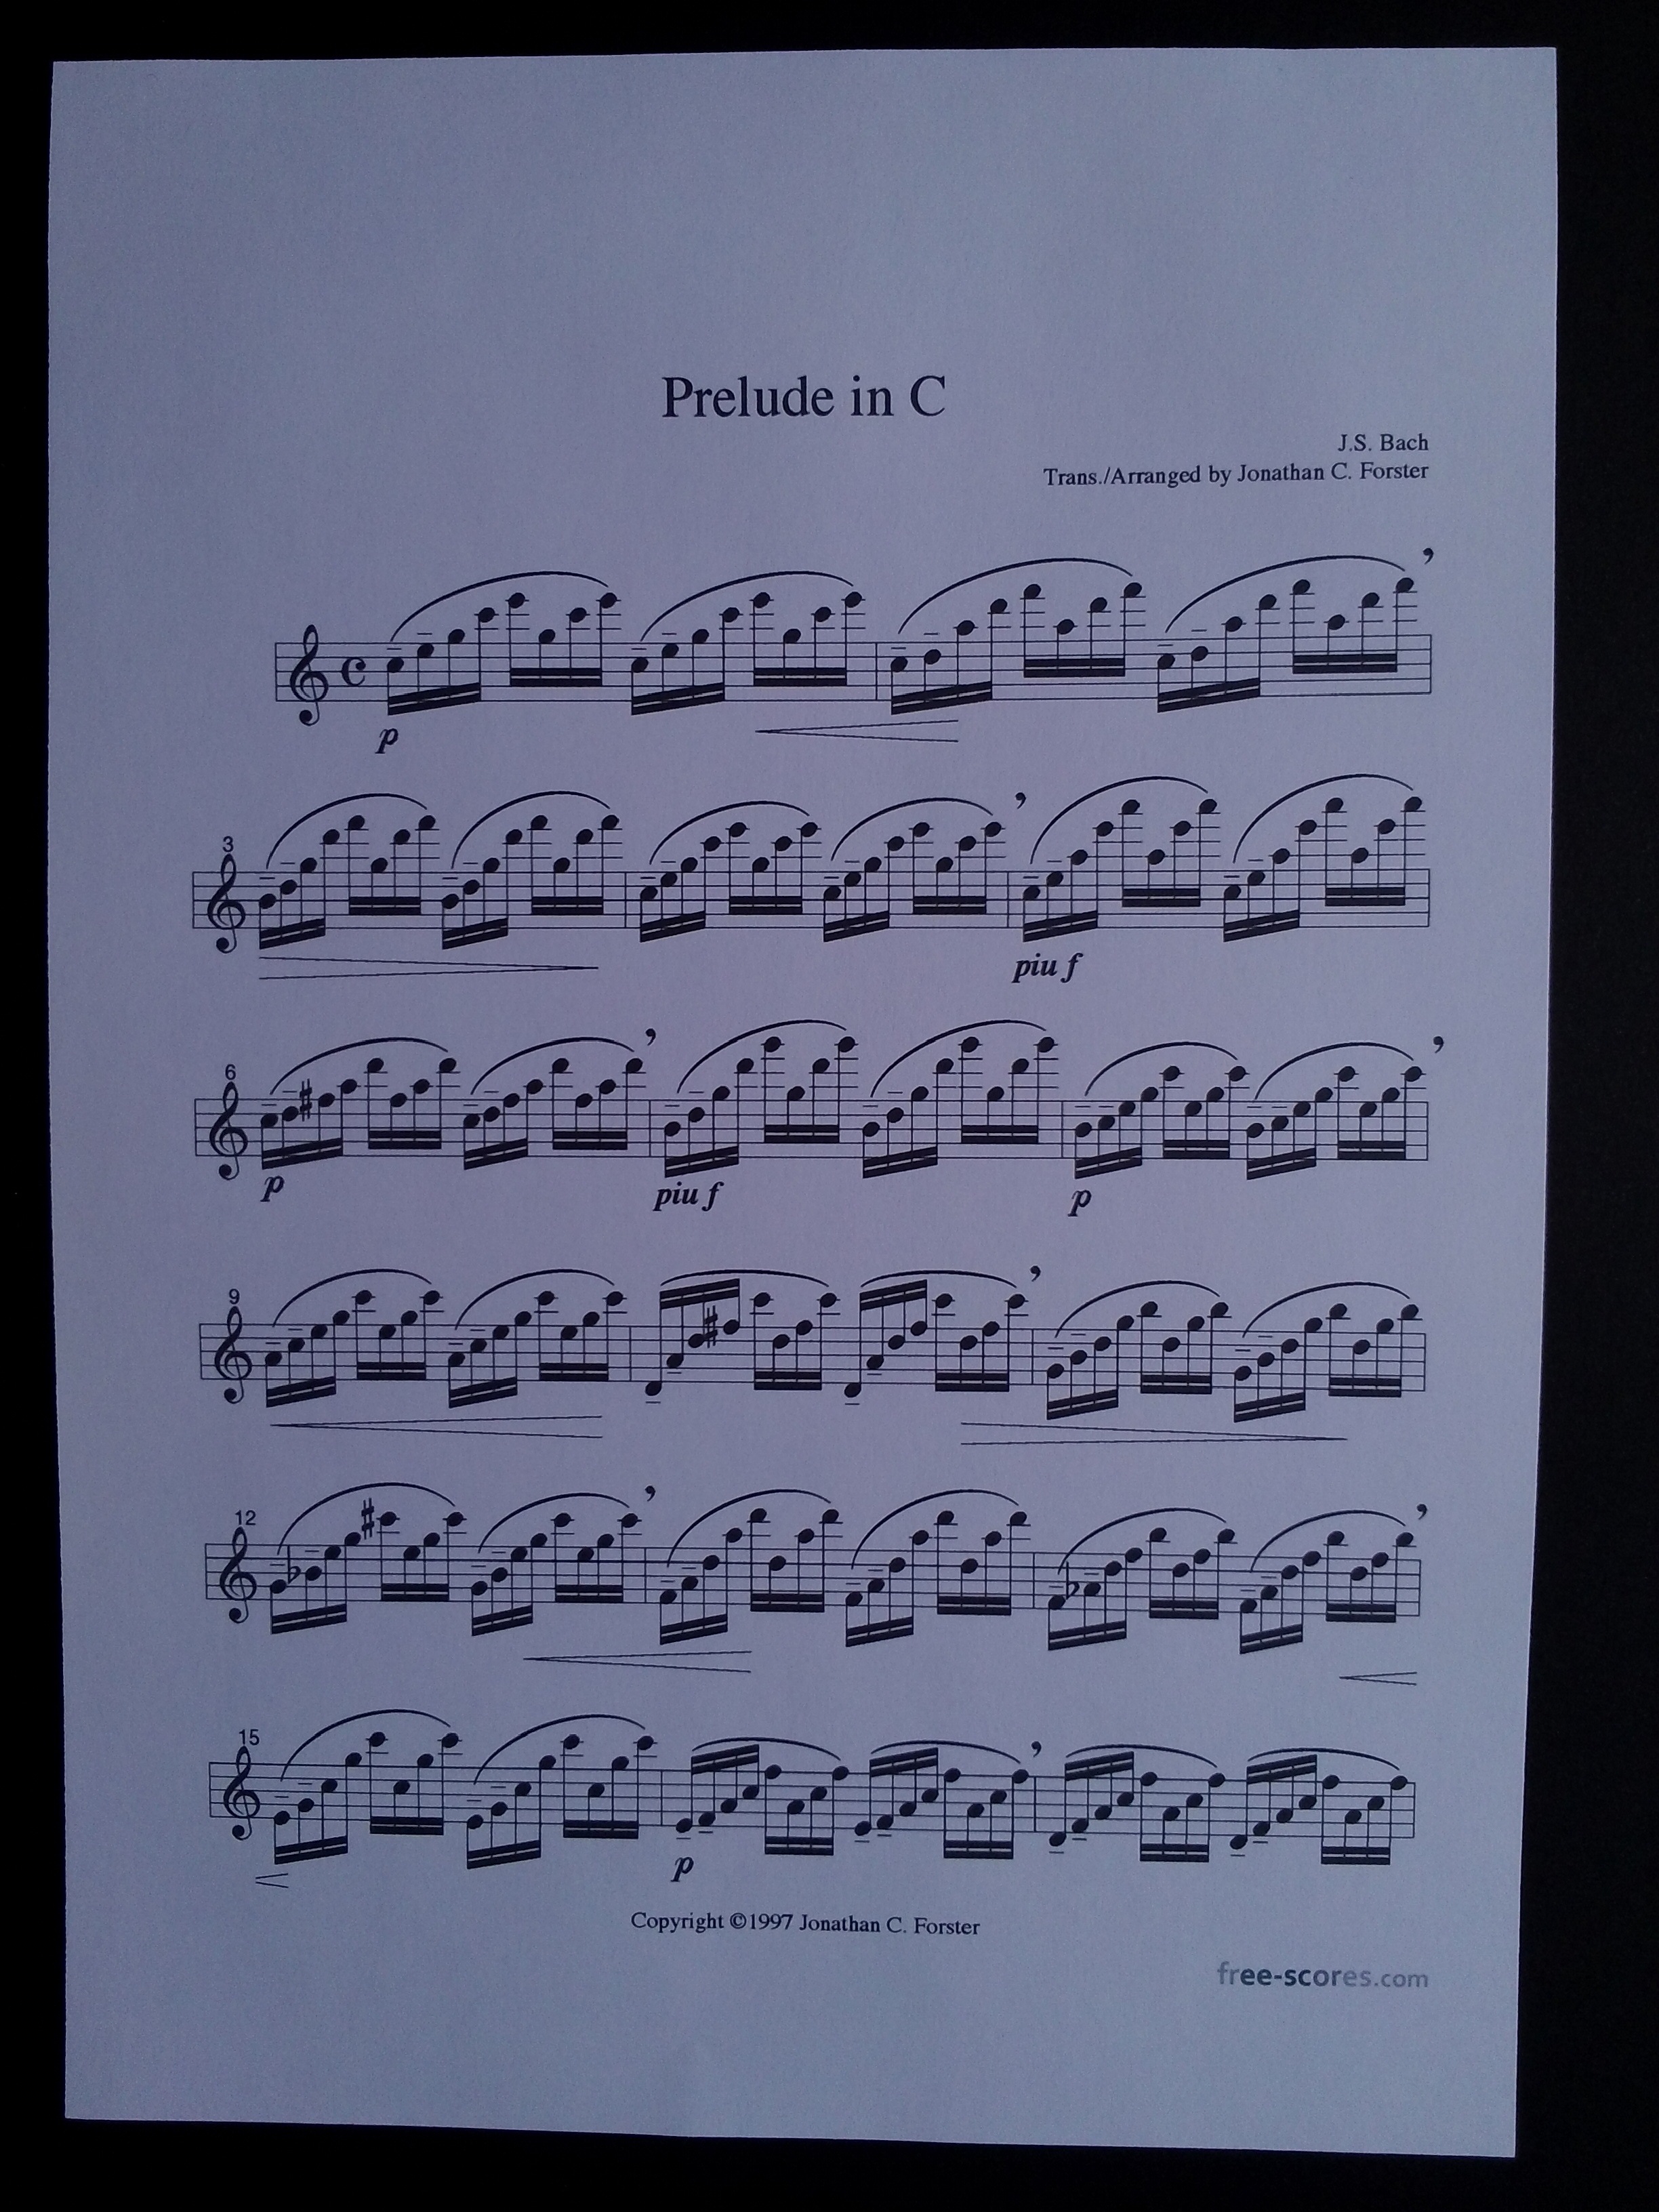 Prelude in C
J.S. Bach
Trans./Arranged by Jonathan C. Forster
p
3
piu f
6
p
piu f
p
9
12
15
p
Copyright ©1997 Jonathan C. Forster
free-scores.com